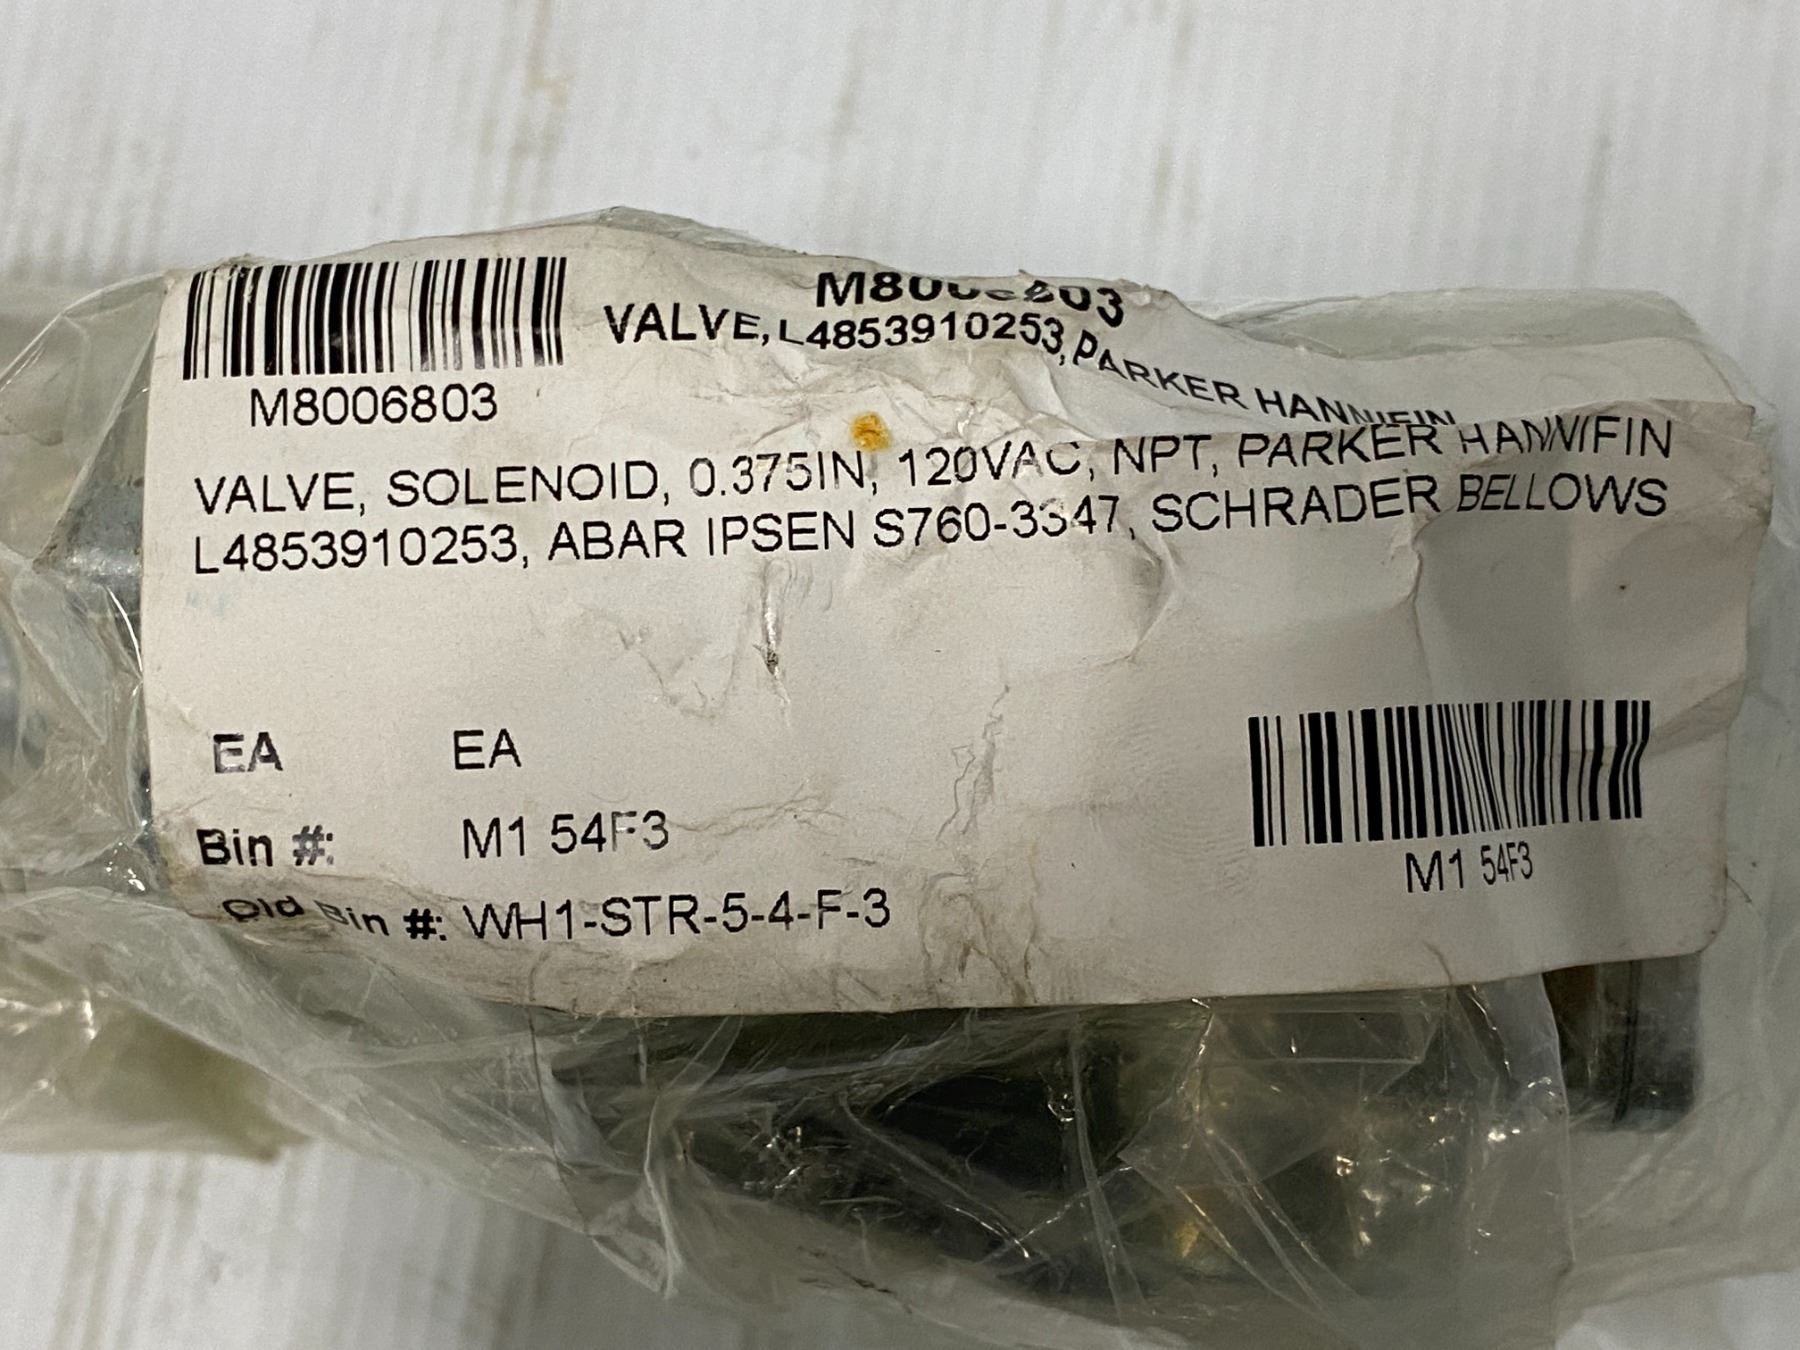 M8006803
VALVE, L4853910253, PARKER HANNIFIN
M8006803
VALVE, SOLENOID, 0.375IN, 120VAC, NPT, PARKER HANNIFIN
L4853910253, ABAR IPSEN S760-3347, SCHRADER BELLOWS
EA EA
Bin #: M1 54F3
M1 54F3
Old Bin #: WH1-STR-5-4-F-3